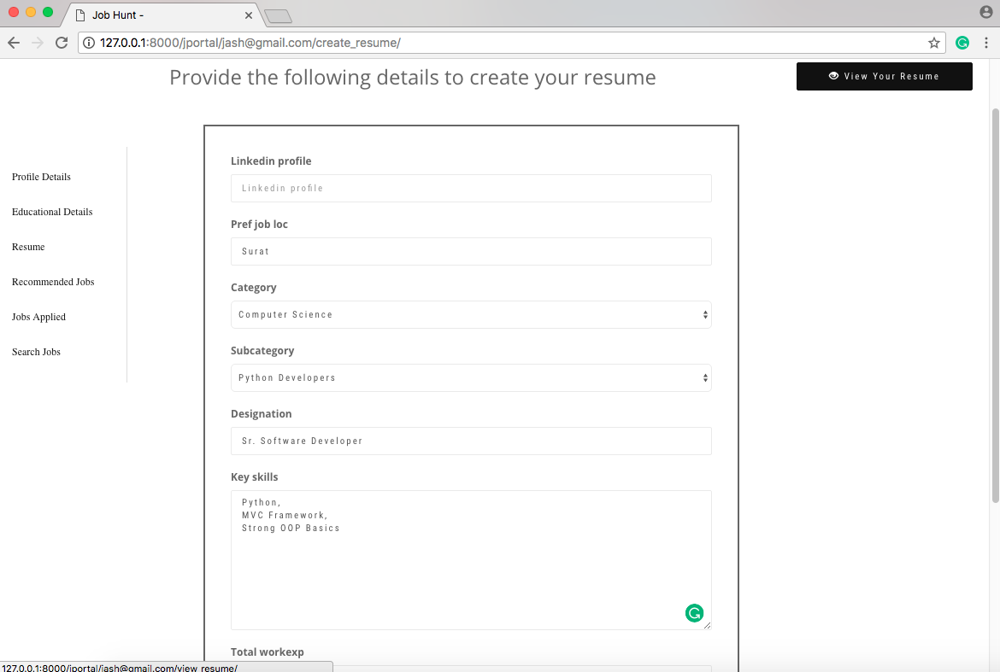 Job Hunt -
127.0.0.1:8000/jportal/jash@gmail.com/create_resume/
Provide the following details to create your resume
View Your Resume
Profile Details
Educational Details
Resume
Recommended Jobs
Jobs Applied
Search Jobs
Linkedin profile
Linkedin profile
Pref job loc
Surat
Category
Computer Science
Subcategory
Python Developers
Designation
Sr. Software Developer
Key skills
Python,
MVC Framework,
Strong OOP Basics
Total workexp
127.0.0.1:8000/jportal/jash@gmail.com/view_resume/